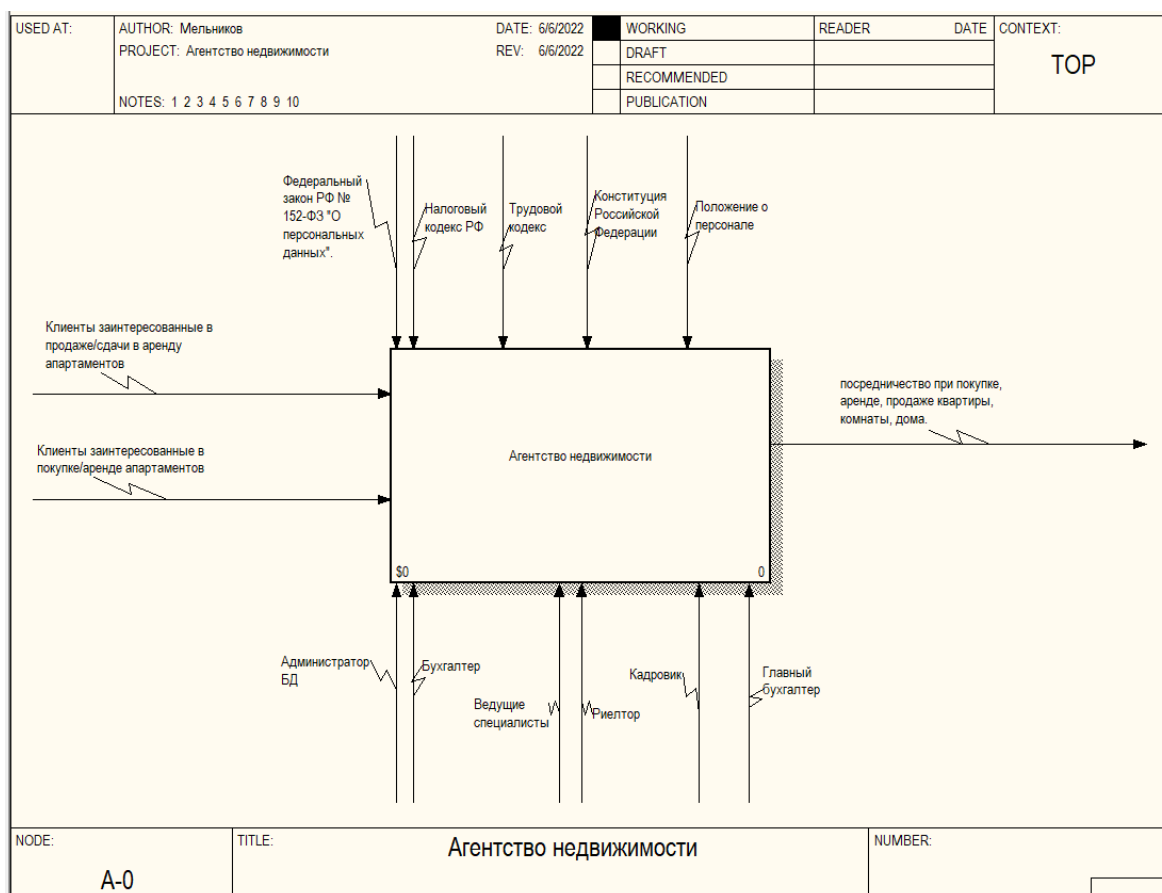 USED AT:
AUTHOR: Мельников
DATE: 6/6/2022
PROJECT: Агентство недвижимости
REV: 6/6/2022
NOTES: 1 2 3 4 5 6 7 8 9 10
WORKING
DRAFT
RECOMMENDED
PUBLICATION
READER
DATE
CONTEXT:
TOP
Федеральный
закон РФ №
152-ФЗ "О
персональных
данных".
Налоговый
кодекс РФ
Трудовой
кодекс
Конституция
Российской
Федерации
Положение о
персонале
Клиенты заинтересованные в
продаже/сдачи в аренду
апартаментов
Клиенты заинтересованные в
покупке/аренде апартаментов
Агентство недвижимости
$0
0
посредничество при покупке,
аренде, продаже квартиры,
комнаты, дома.
Администратор
БД
Бухгалтер
Ведущие
специалисты
Риелтор
Кадровик
Главный
бухгалтер
NODE:
A-0
TITLE:
Агентство недвижимости
NUMBER: